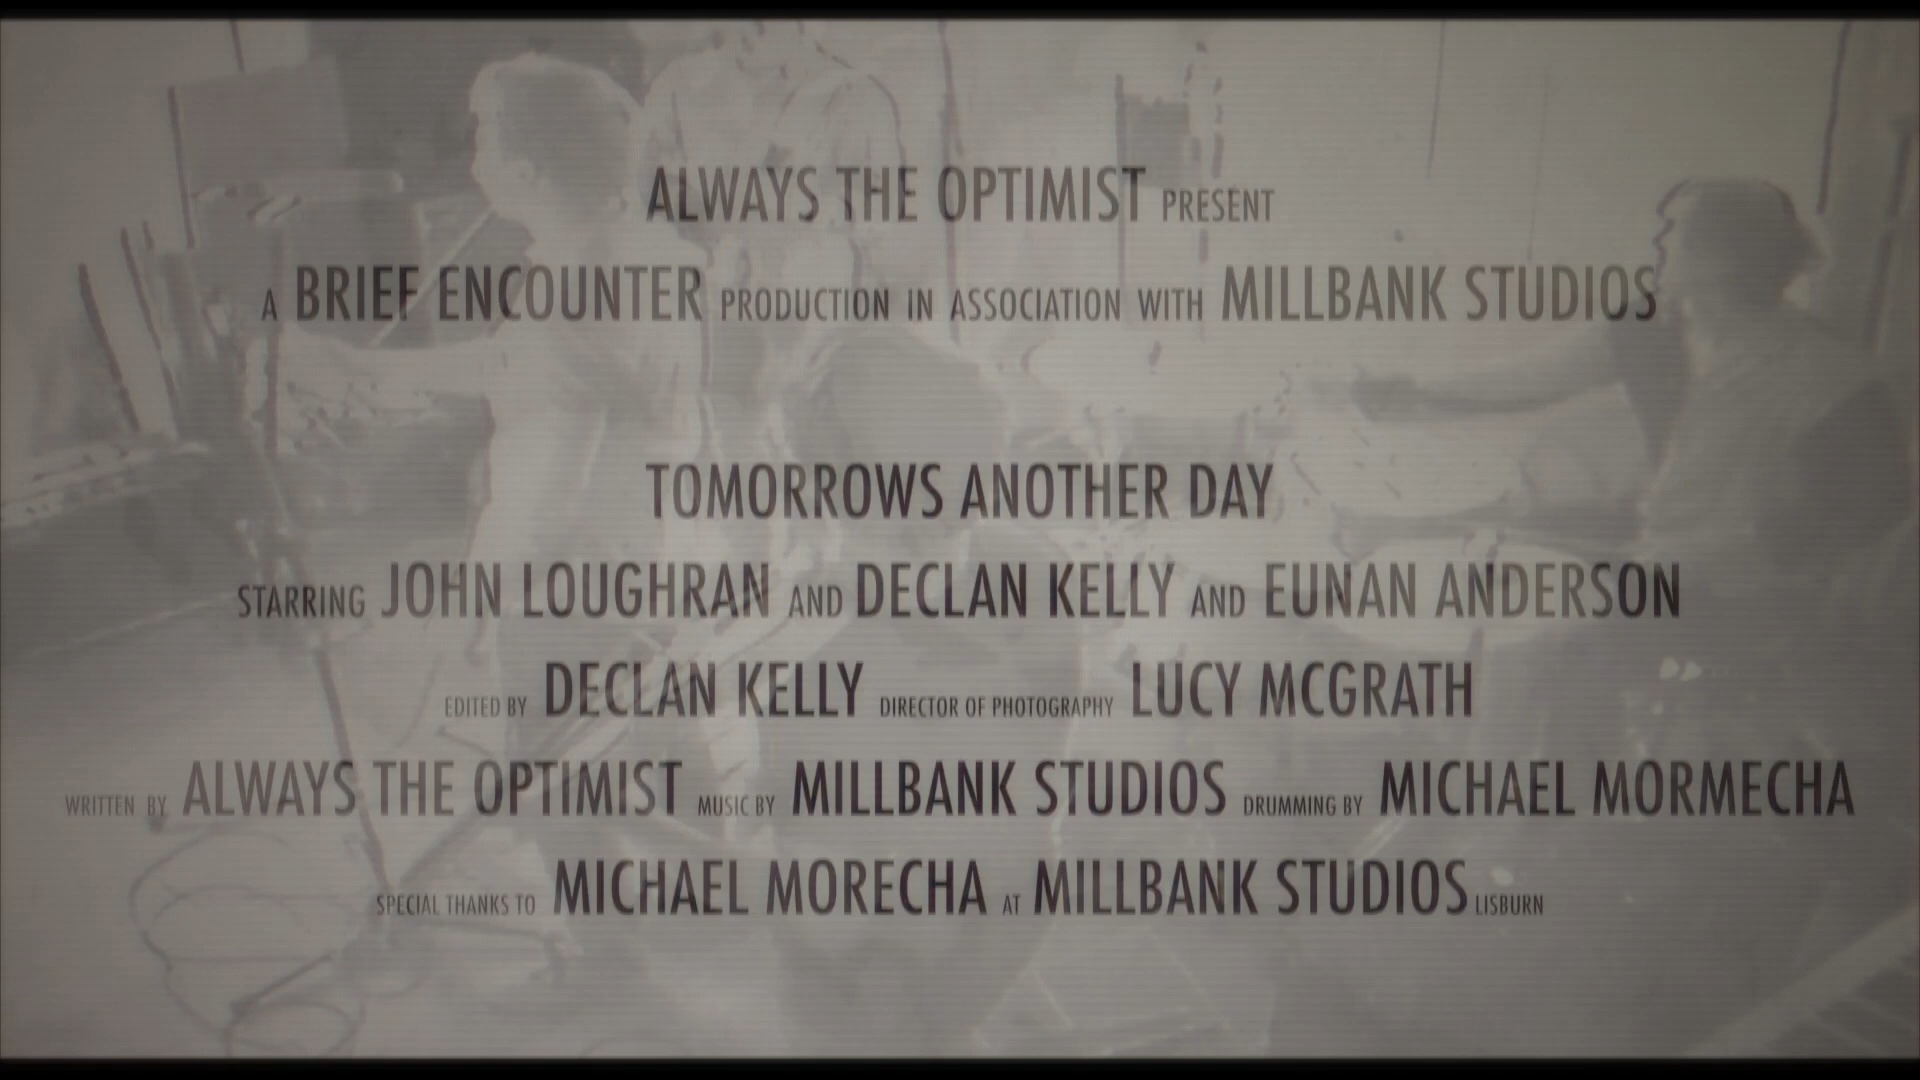 ALWAYS THE OPTIMIST PRESENT
A BRIEF ENCOUNTER PRODUCTION IN ASSOCIATION WITH MILLBANK STUDIOS
TOMORROWS ANOTHER DAY
STARRING JOHN LOUGHRAN AND DECLAN KELLY AND EUNAN ANDERSON
EDITED BY DECLAN KELLY DIRECTOR OF PHOTOGRAPHY LUCY MCGRATH
WRITTEN BY ALWAYS THE OPTIMIST MUSIC BY MILLBANK STUDIOS DRUMMING BY MICHAEL MORMECHA
SPECIAL THANKS TO MICHAEL MORECHA AT MILLBANK STUDIOS LISBURN